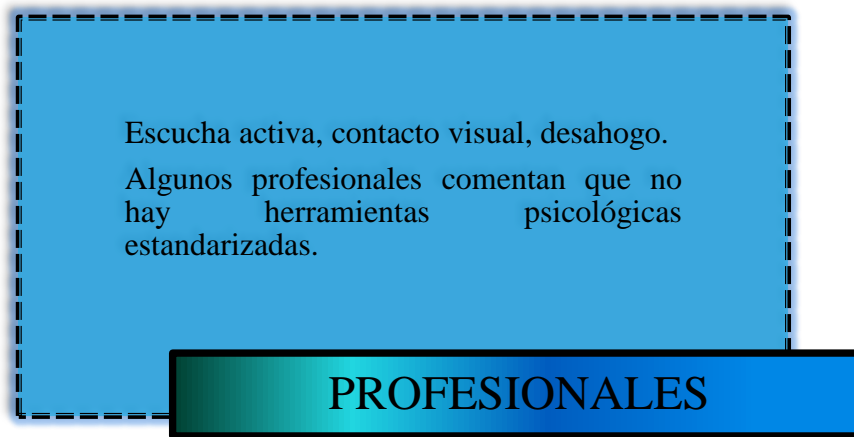 Escucha activa, contacto visual, desahogo.
Algunos profesionales comentan que no
hay herramientas psicológicas
estandarizadas.
PROFESIONALES